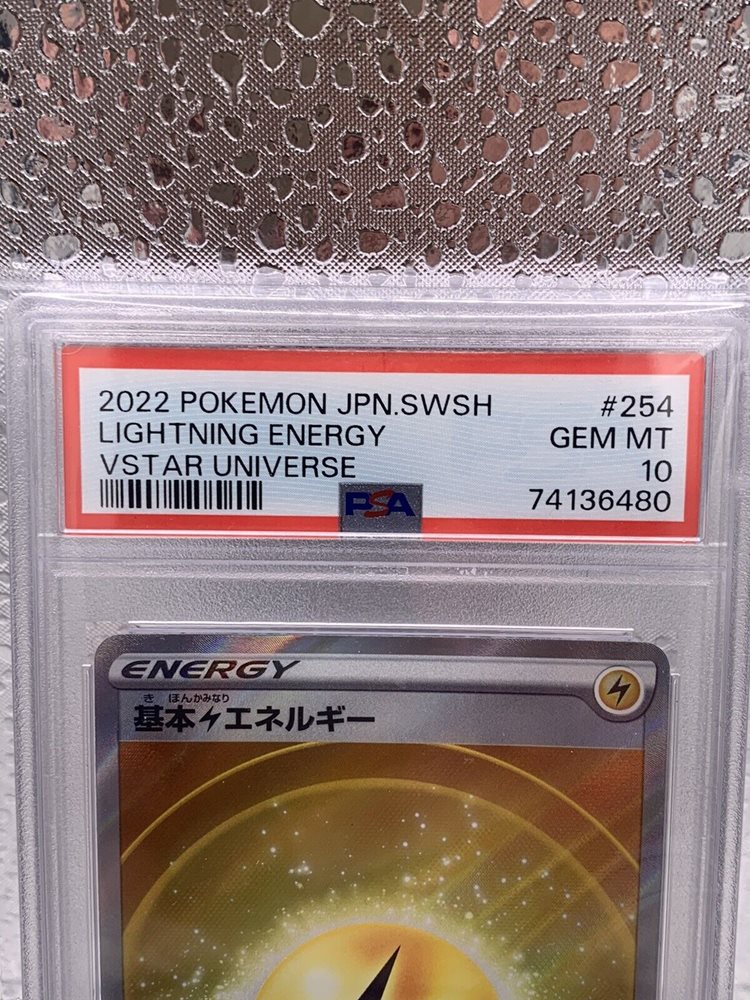 2022 POKEMON JPN.SWSH #254
LIGHTNING ENERGY GEM MT
VSTAR UNIVERSE 10
74136480
PSA
ENERGY
き ほんかみなり
基本エネルギー